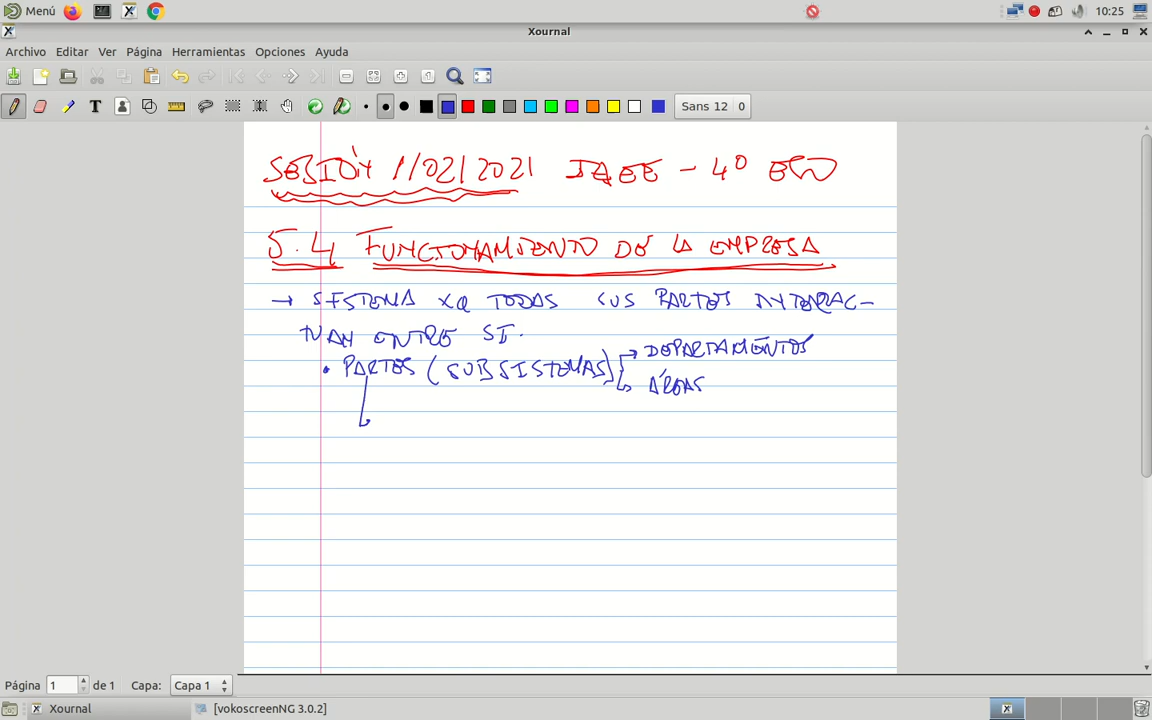 Menú
10:25
Xournal
Archivo Editar Ver Página Herramientas Opciones Ayuda
Sans 12 0
SESIÓN 1/02/2021 IAEE - 4º ESO
5.4 FUNCIONAMIENTO DE LA EMPRESA
→ SISTEMA XQ TODAS SUS PARTES INTERAC-
TUAN ENTRE SI.
• PARTES (SUBSISTEMAS) → DEPARTAMENTOS
→ ÁREAS
Página 1 de 1 Capa: Capa 1
Xournal [vokoscreenNG 3.0.2]